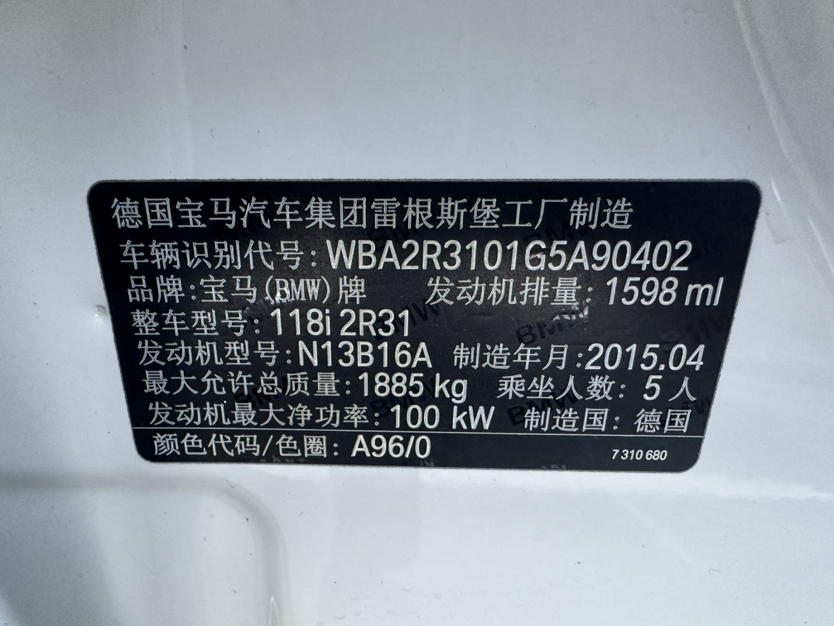 德国宝马汽车集团雷根斯堡工厂制造
车辆识别代号: WBA2R3101G5A90402
品牌:宝马(BMW)牌 发动机排量: 1598 ml
整车型号: 118i 2R31
发动机型号: N13B16A 制造年月: 2015.04
最大允许总质量: 1885 kg 乘坐人数: 5 人
发动机最大净功率: 100 kW 制造国: 德国
颜色代码/色圈: A96/0 7 310 680